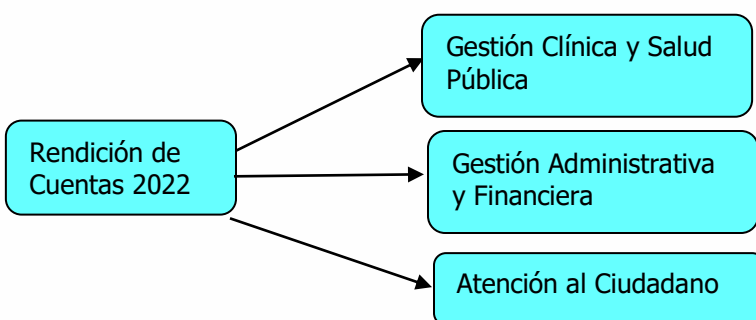 Rendición de
Cuentas 2022
Gestión Clínica y Salud
Pública
Gestión Administrativa
y Financiera
Atención al Ciudadano